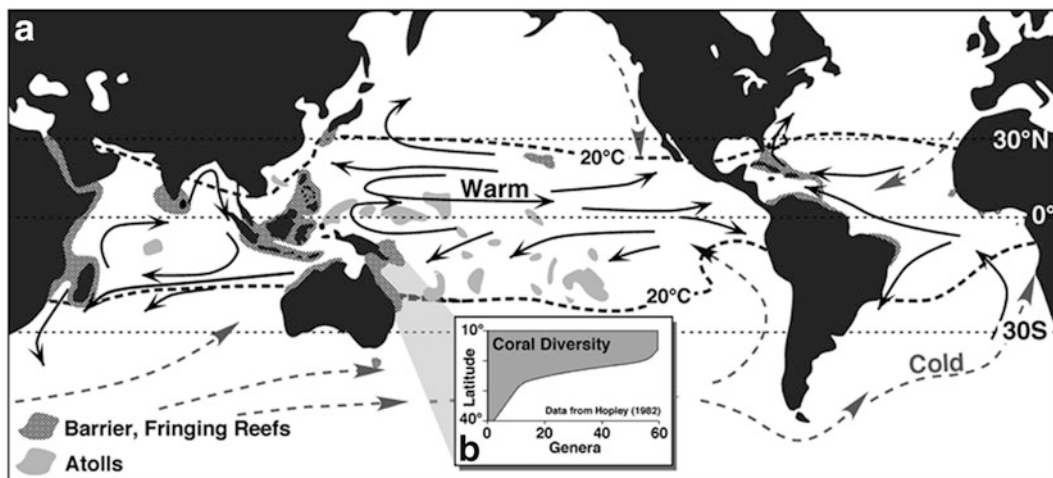 a
20°C
30°N
Warm
0°
20°C
30S
Cold
10°
Coral Diversity
Latitude
40°
Data from Hopley (1982)
0 20 40 60
Genera
b
Barrier, Fringing Reefs
Atolls